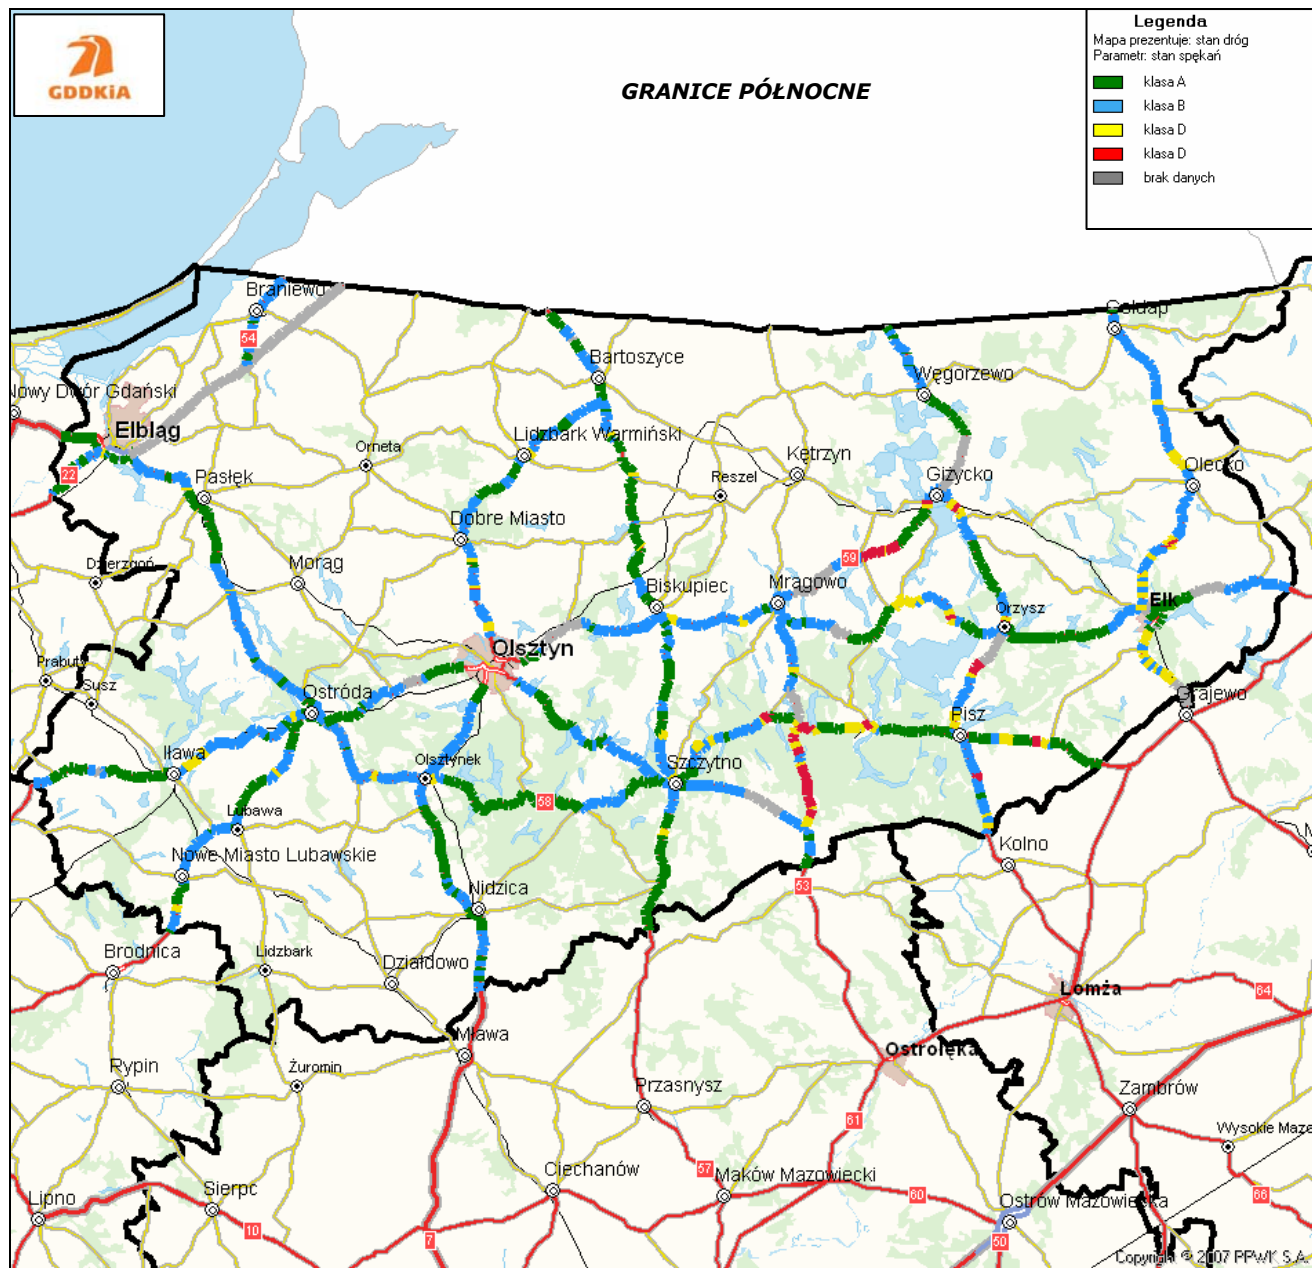 GDDKiA
GRANICE PÓŁNOCNE
Legenda
Mapa prezentuje: stan dróg
Parametr: stan spękań
klasa A
klasa B
klasa D
klasa D
brak danych
Braniewo
54
Gołdap
Bartoszyce
Węgorzewo
Nowy Dwór Gdański
Elbląg
Lidzbark Warmiński
Orneta
Kętrzyn
Reszel
Giżycko
Olecko
22
Pasłęk
Dobre Miasto
59
Dzierzgoń
Morąg
Biskupiec
Mrągowo
Ełk
Orzysz
Olsztyn
Prabuty
Susz
Ostróda
Grajewo
Pisz
Iława
Olsztynek
Szczytno
58
Lubawa
Nowe Miasto Lubawskie
Kolno
Nidzica
53
Brodnica
Lidzbark
Działdowo
Łomża
64
Mława
Ostrołęka
Rypin
Żuromin
Przasnysz
Zambrów
61
Wysokie Maze
57
Ciechanów
Maków Mazowiecki
60
66
Lipno
Sierpc
Ostrów Mazowiecka
10
7
50
Copyright © 2007 PPWK S.A.